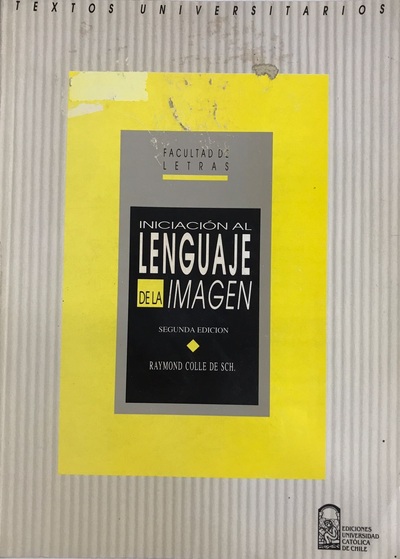 TEXTOS UNIVERSITARIOS
FACULTAD DE
LETRAS
INICIACIÓN AL
LENGUAJE
DE LA IMAGEN
SEGUNDA EDICION
RAYMOND COLLE DE SCH.
EDICIONES
UNIVERSIDAD
CATÓLICA
DE CHILE